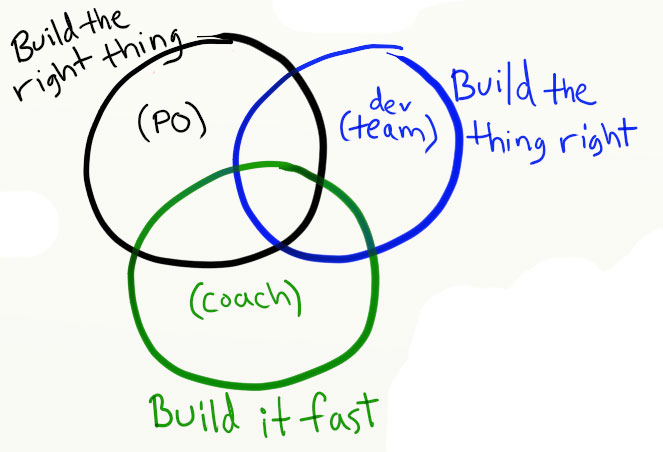 Build the
right thing
(PO)
dev
(team)
Build the
thing right
(coach)
Build it fast